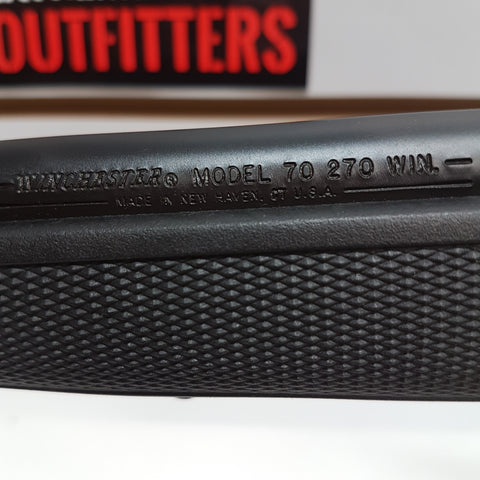 OUTFITTERS
—WINCHESTER® MODEL 70 270 WIN.—
— MADE IN NEW HAVEN, CT U.S.A. —